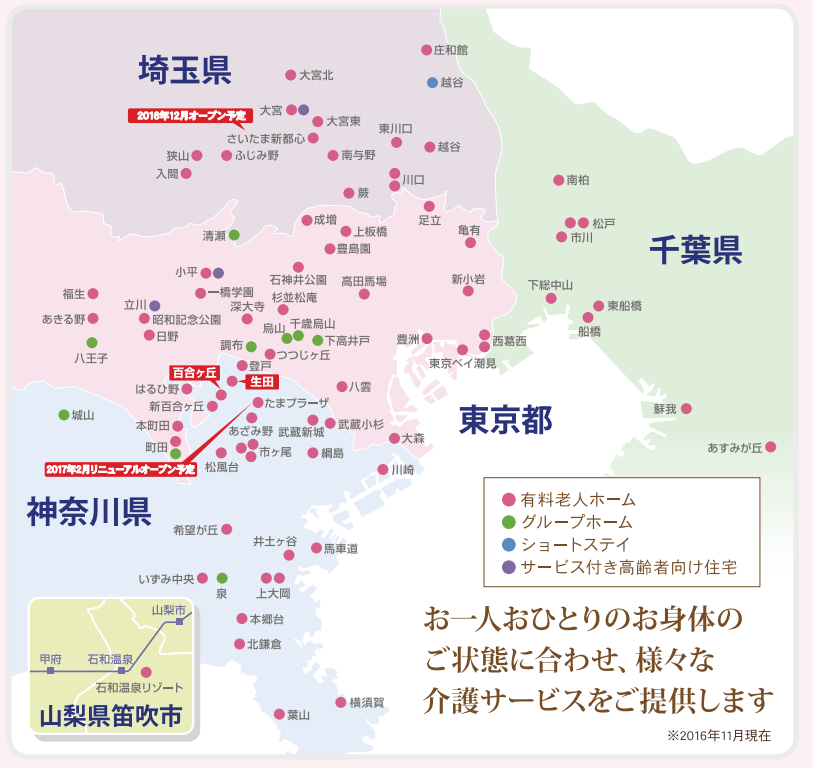 埼玉県
庄和館
大宮北
越谷
大宮
2016年12月オープン予定
大宮東
東川口
さいたま新都心
越谷
狭山
ふじみ野
南与野
入間
川口
蕨
足立
南柏
松戸
市川
千葉県
成増
上板橋
亀有
清瀬
豊島園
小平
石神井公園
高田馬場
新小岩
下総中山
福生
一橋学園
杉並松庵
立川
深大寺
東船橋
あきる野
昭和記念公園
烏山
千歳烏山
船橋
日野
調布
下高井戸
豊洲
西葛西
八王子
つつじヶ丘
東京ベイ潮見
登戸
百合ヶ丘
生田
はるひ野
八雲
新百合ヶ丘
たまプラーザ
蘇我
城山
東京都
本町田
あざみ野
武蔵新城
武蔵小杉
町田
大森
あすみが丘
市ヶ尾
綱島
松風台
2017年2月リニューアルオープン予定
川崎
神奈川県
有料老人ホーム
グループホーム
ショートステイ
サービス付き高齢者向け住宅
希望が丘
井土ヶ谷
馬車道
いずみ中央
泉
上大岡
本郷台
北鎌倉
横須賀
葉山
山梨市
甲府
石和温泉
石和温泉リゾート
山梨県笛吹市
お一人おひとりのお身体の
ご状態に合わせ、様々な
介護サービスをご提供します
※2016年11月現在